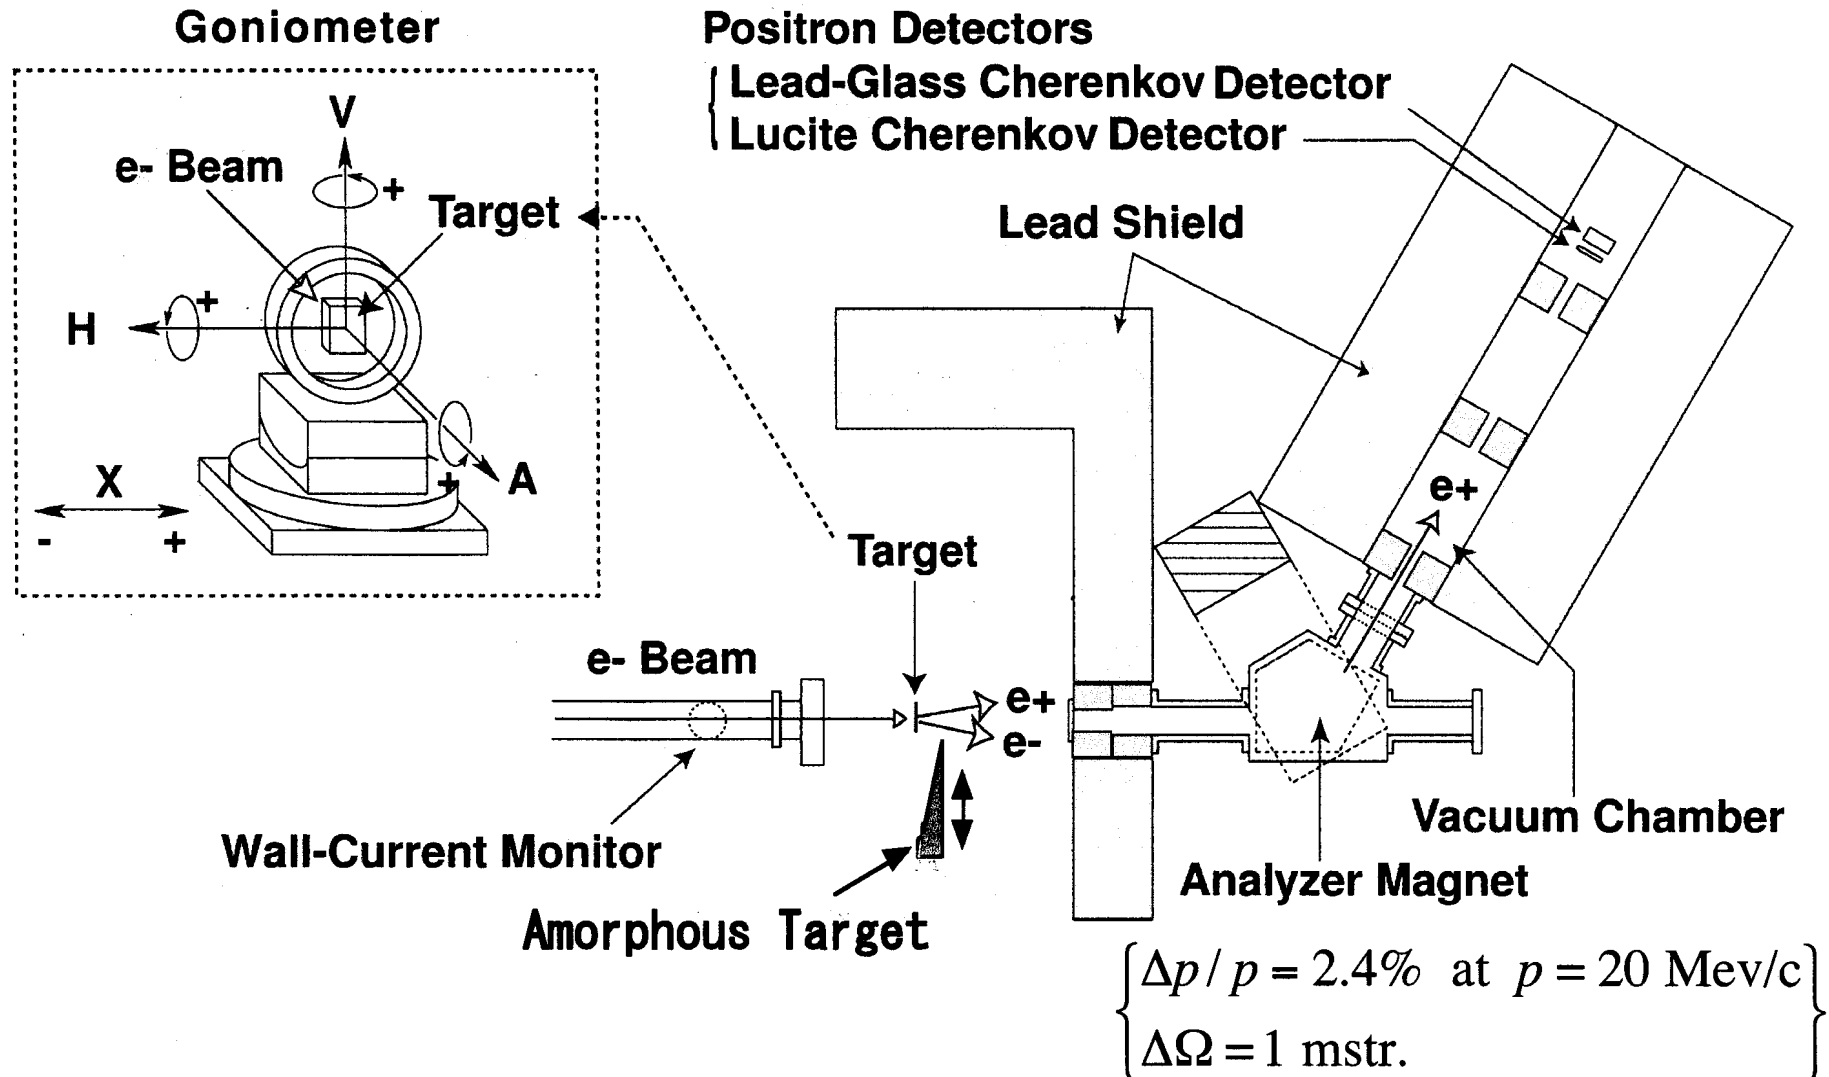 Goniometer
Positron Detectors
Lead-Glass Cherenkov Detector
Lucite Cherenkov Detector
V
e- Beam
+
Target
Lead Shield
H
+
A
+
X
-
+
e+
Target
e- Beam
e+
e-
Wall-Current Monitor
Vacuum Chamber
Analyzer Magnet
Amorphous Target
Δp / p = 2.4% at p = 20 Mev/c
ΔΩ = 1 mstr.